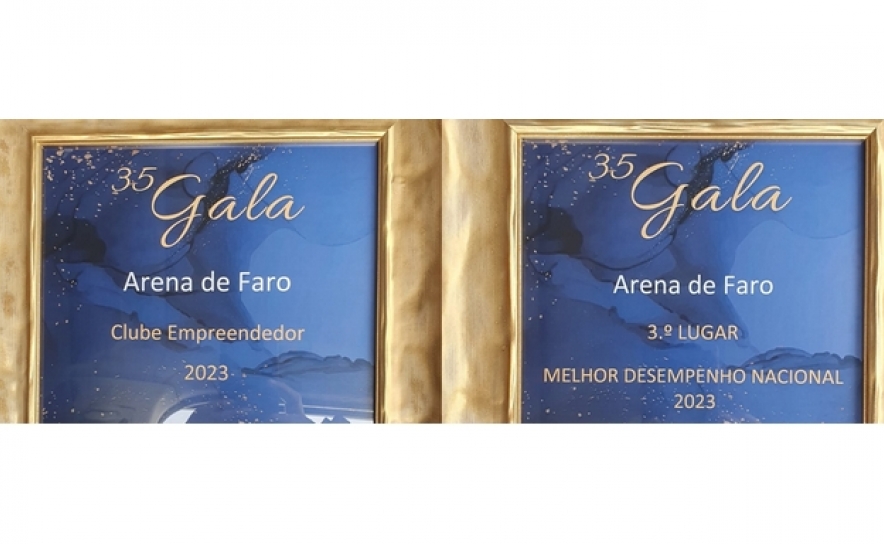 35 Gala
Arena de Faro
Clube Empreendedor
2023
35 Gala
Arena de Faro
3.º LUGAR
MELHOR DESEMPENHO NACIONAL
2023